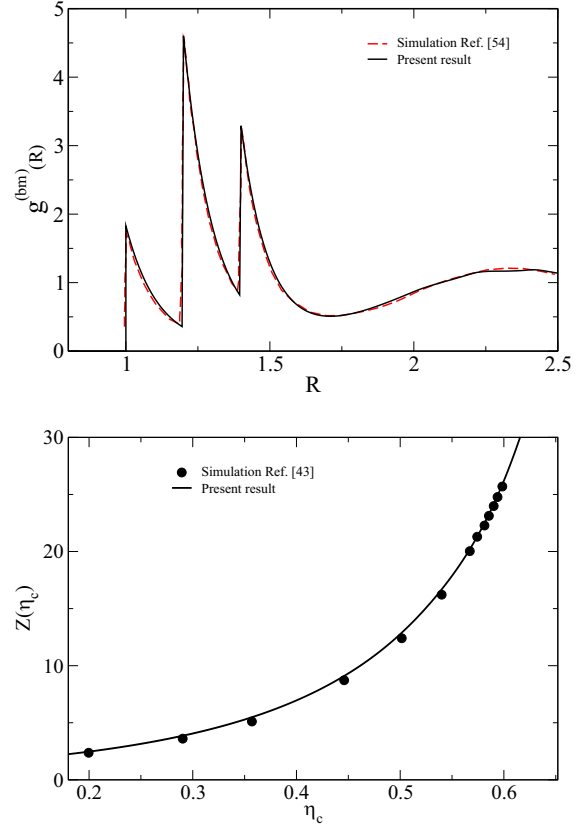 5
4
3
2
1
0
g(bm)(R)
Simulation Ref. [54]
Present result
1
1.5
2
2.5
R
30
20
10
0
Z(ηc)
Simulation Ref. [43]
Present result
0.2
0.3
0.4
0.5
0.6
ηc